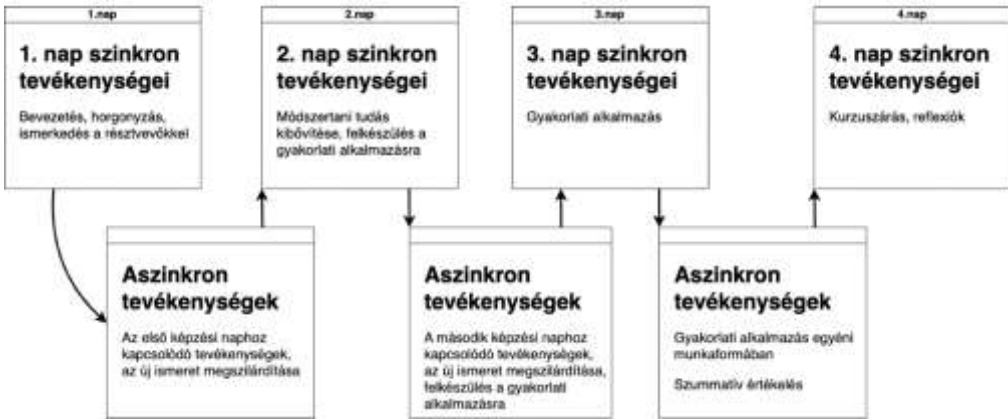 1.nap
1. nap szinkron
tevékenységei
Bevezetés, horgonyzás,
ismerkedés a résztvevőkkel
2.nap
2. nap szinkron
tevékenységei
Módszertani tudás
kibővítése, felkészülés a
gyakorlati alkalmazásra
3.nap
3. nap szinkron
tevékenységei
Gyakorlati alkalmazás
4.nap
4. nap szinkron
tevékenységei
Kurzuszárás, reflexiók
Aszinkron
tevékenységek
Az első képzési naphoz
kapcsolódó tevékenységek,
az új ismeret megszilárdítása
Aszinkron
tevékenységek
A második képzési naphoz
kapcsolódó tevékenységek,
az új ismeret megszilárdítása,
felkészülés a gyakorlati
alkalmazásra
Aszinkron
tevékenységek
Gyakorlati alkalmazás egyéni
munkaformában
Szummatív értékelés